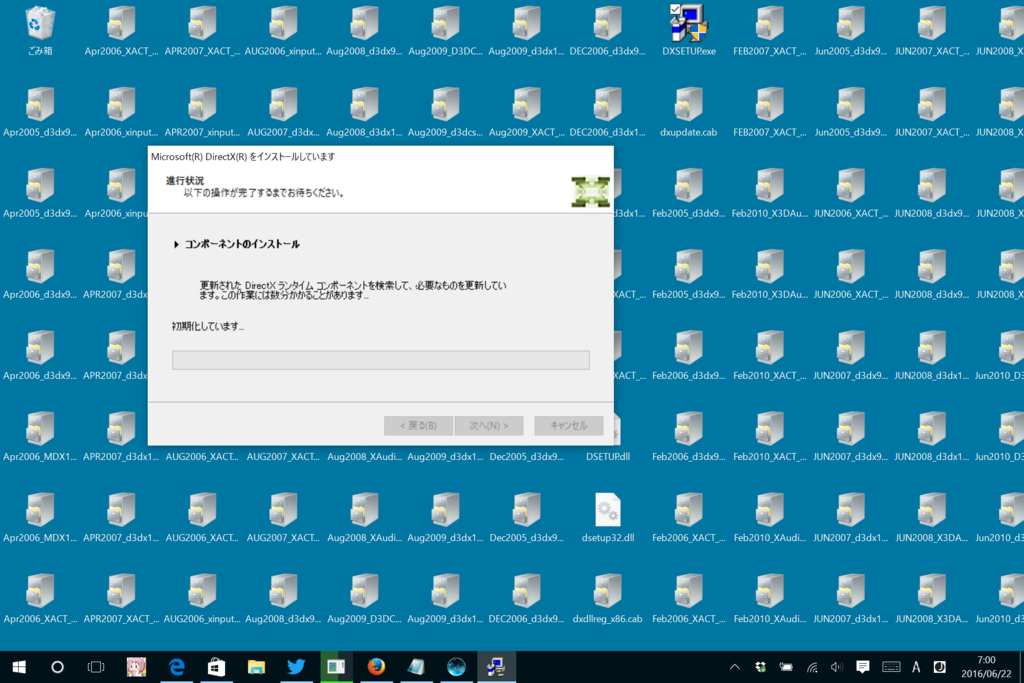 ごみ箱
Apr2006_XACT_...
APR2007_XACT_...
AUG2006_xinput...
Aug2008_d3dx9...
Aug2009_D3DC...
Aug2009_d3dx1...
DEC2006_d3dx9...
DXSETUP.exe
FEB2007_XACT_...
Jun2005_d3dx9...
JUN2007_XACT_...
JUN2008_X
Apr2005_d3dx9...
Apr2006_xinput...
APR2007_xinput...
AUG2007_d3dx...
Aug2008_d3dx1...
Aug2009_d3dcs...
Aug2009_XACT_...
DEC2006_d3dx1...
dxupdate.cab
FEB2007_XACT_...
Jun2005_d3dx9...
JUN2007_XACT_...
JUN2008_X
Microsoft(R) DirectX(R) をインストールしています
進行状況
以下の操作が完了するまでお待ちください。
コンポーネントのインストール
更新された DirectX ランタイム コンポーネントを検索して、必要なものを更新してい
ます。この作業には数分かかることがあります...
初期化しています...
< 戻る(B)
次へ(N) >
キャンセル
Apr2005_d3dx9...
Apr2006_xinpu
d3dx1...
Feb2005_d3dx9...
Feb2010_X3DAu...
JUN2006_XACT_...
JUN2008_d3dx9...
JUN2008_X
Apr2006_d3dx9...
APR2007_d3dx
XACT_...
Feb2005_d3dx9...
Feb2010_X3DAu...
JUN2006_XACT_...
JUN2008_d3dx9...
JUN2008_X
Apr2006_d3dx9...
APR2007_d3dx
XACT_...
Feb2006_d3dx9...
Feb2010_XACT_...
JUN2007_d3dx9...
JUN2008_d3dx1...
Jun2010_D3
Apr2006_MDX1...
APR2007_d3dx1...
AUG2006_XACT...
AUG2007_XACT...
Aug2008_XAudi...
Aug2009_d3dx1...
Dec2005_d3dx9...
DSETUP.dll
Feb2006_d3dx9...
Feb2010_XACT_...
JUN2007_d3dx9...
JUN2008_d3dx1...
Jun2010_D3
Apr2006_MDX1...
APR2007_d3dx1...
AUG2006_XACT...
AUG2007_XACT...
Aug2008_XAudi...
Aug2009_d3dx1...
Dec2005_d3dx9...
dsetup32.dll
Feb2006_XACT_...
Feb2010_XAudi...
JUN2007_d3dx1...
JUN2008_X3DA...
Jun2010_d3
Apr2006_XACT_...
APR2007_XACT_...
AUG2006_xinput...
Aug2008_d3dx9...
Aug2009_D3DC...
Aug2009_d3dx1...
DEC2006_d3dx9...
dxdllreg_x86.cab
Feb2006_XACT_...
Feb2010_XAudi...
JUN2007_d3dx1...
JUN2008_X3DA...
Jun2010_d3
A
7:00
2016/06/22